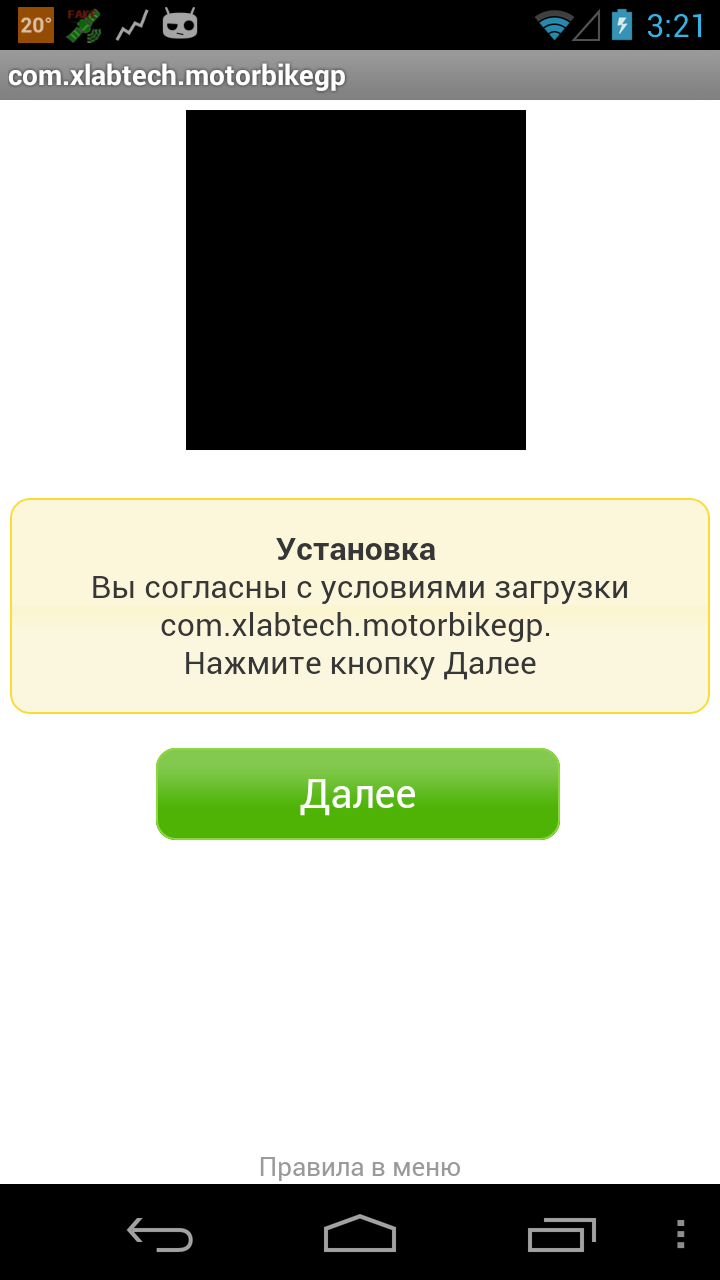 20°
FAKE
3:21
com.xlabtech.motorbikegp
Установка
Вы согласны с условиями загрузки
com.xlabtech.motorbikegp.
Нажмите кнопку Далее
Далее
Правила в меню